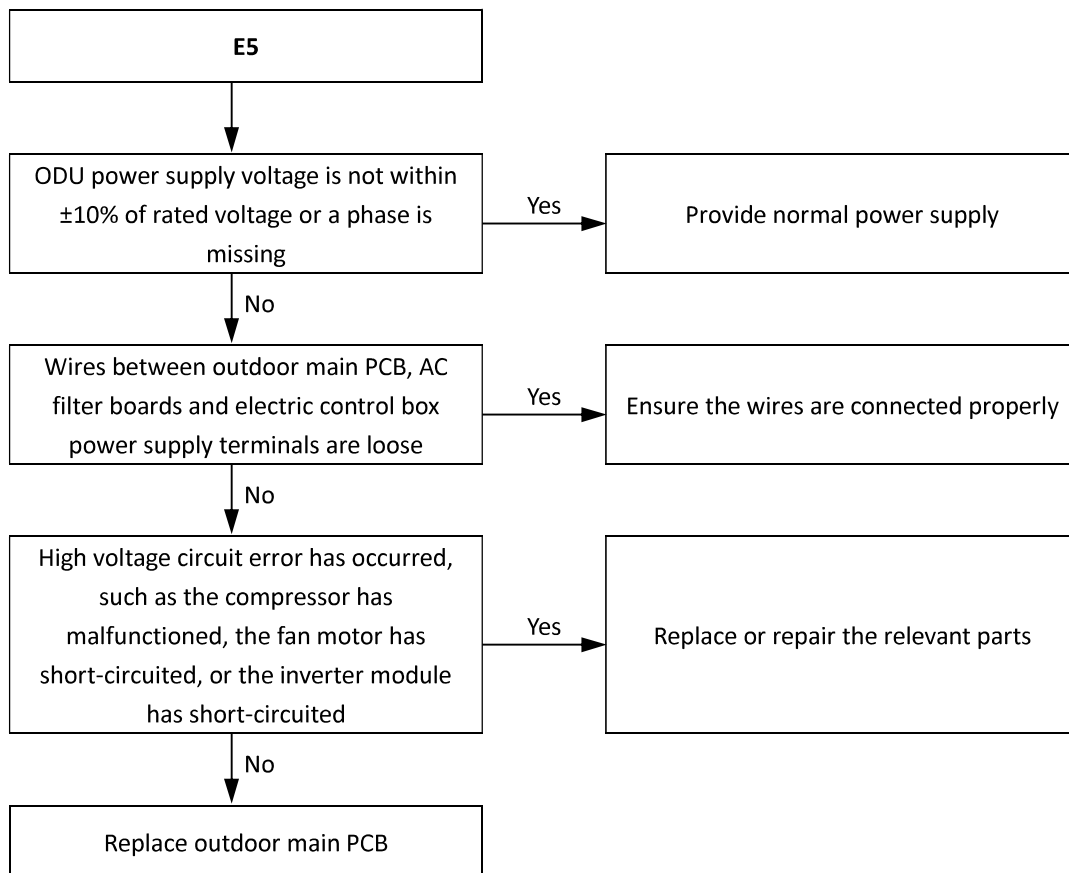 E5
ODU power supply voltage is not within
±10% of rated voltage or a phase is
missing
Yes
Provide normal power supply
No
Wires between outdoor main PCB, AC
filter boards and electric control box
power supply terminals are loose
Yes
Ensure the wires are connected properly
No
High voltage circuit error has occurred,
such as the compressor has
malfunctioned, the fan motor has
short-circuited, or the inverter module
has short-circuited
Yes
Replace or repair the relevant parts
No
Replace outdoor main PCB